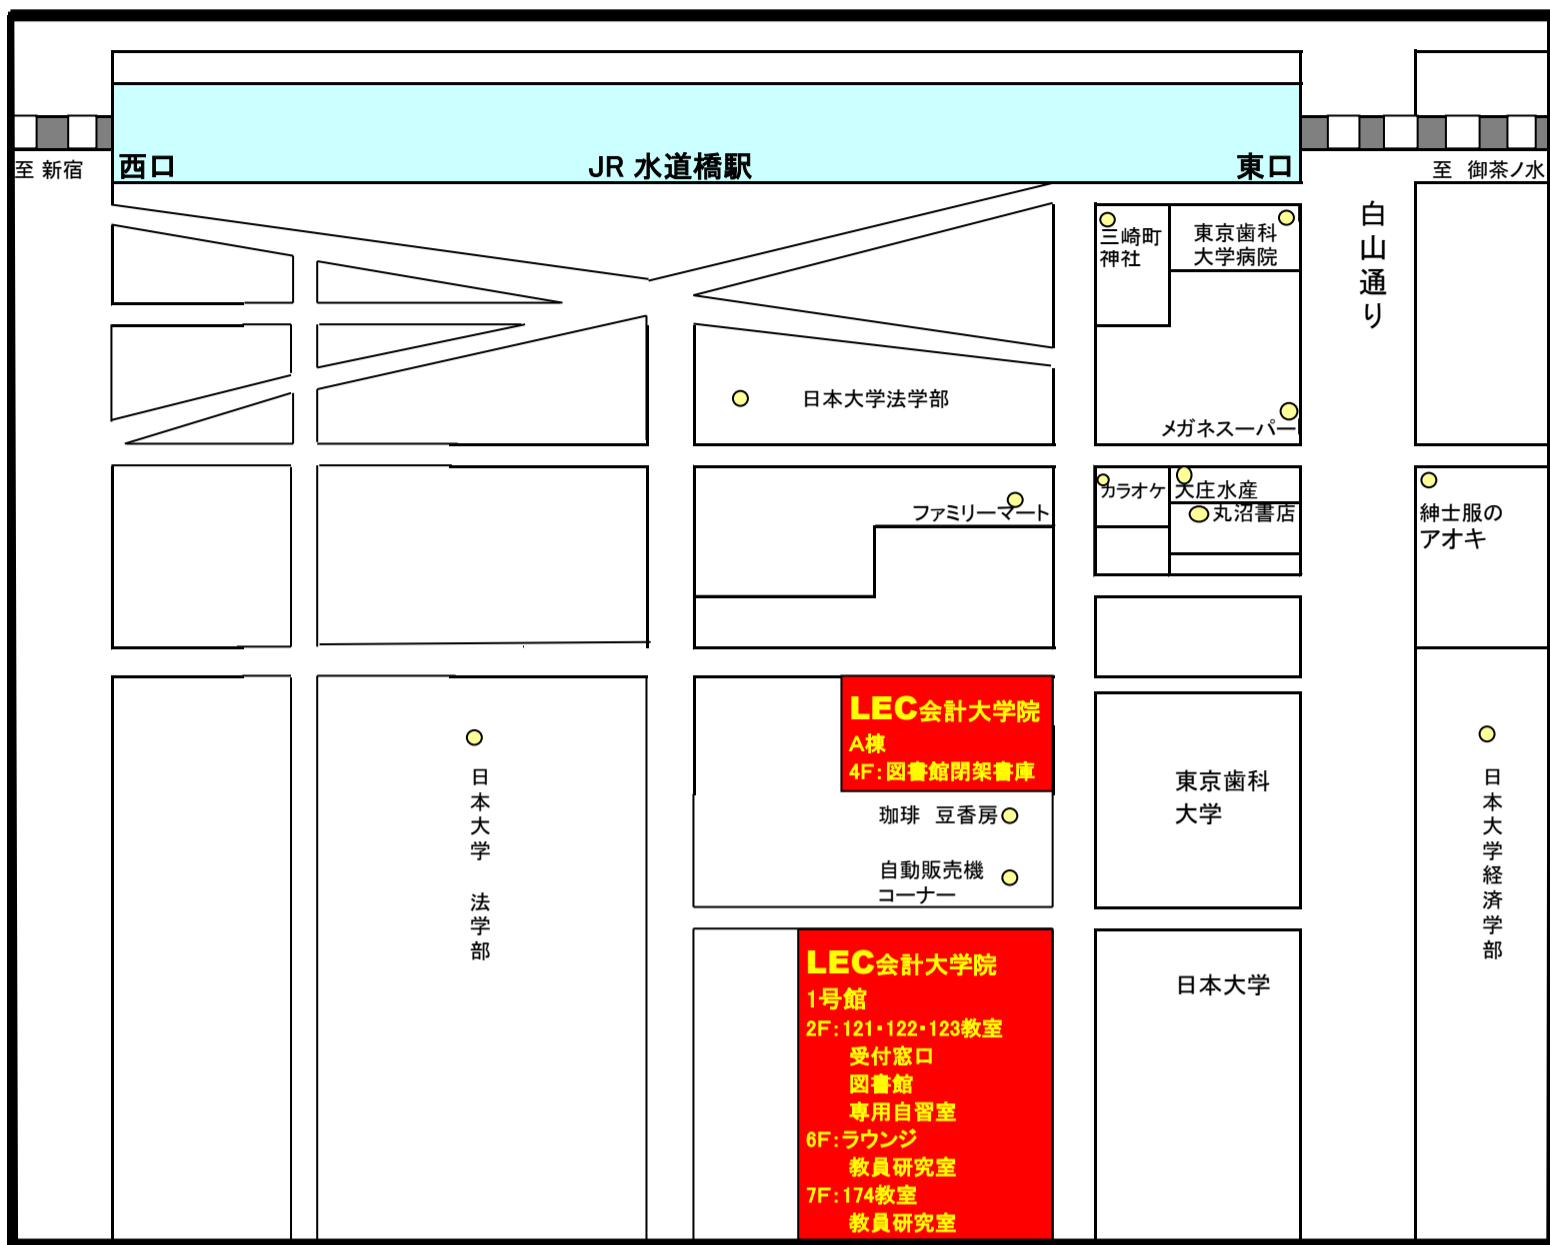 至 新宿
西口
JR 水道橋駅
東口
至 御茶ノ水
白山通り
三崎町
神社
東京歯科
大学病院
日本大学法学部
メガネスーパー
ファミリーマート
カラオケ
大庄水産
丸沼書店
紳士服の
アオキ
LEC会計大学院
A棟
4F:図書館閉架書庫
珈琲 豆香房
自動販売機
コーナー
東京歯科
大学
日本大学 法学部
日本大学経済学部
LEC会計大学院
1号館
2F:121・122・123教室
受付窓口
図書館
専用自習室
6F:ラウンジ
教員研究室
7F:174教室
教員研究室
日本大学